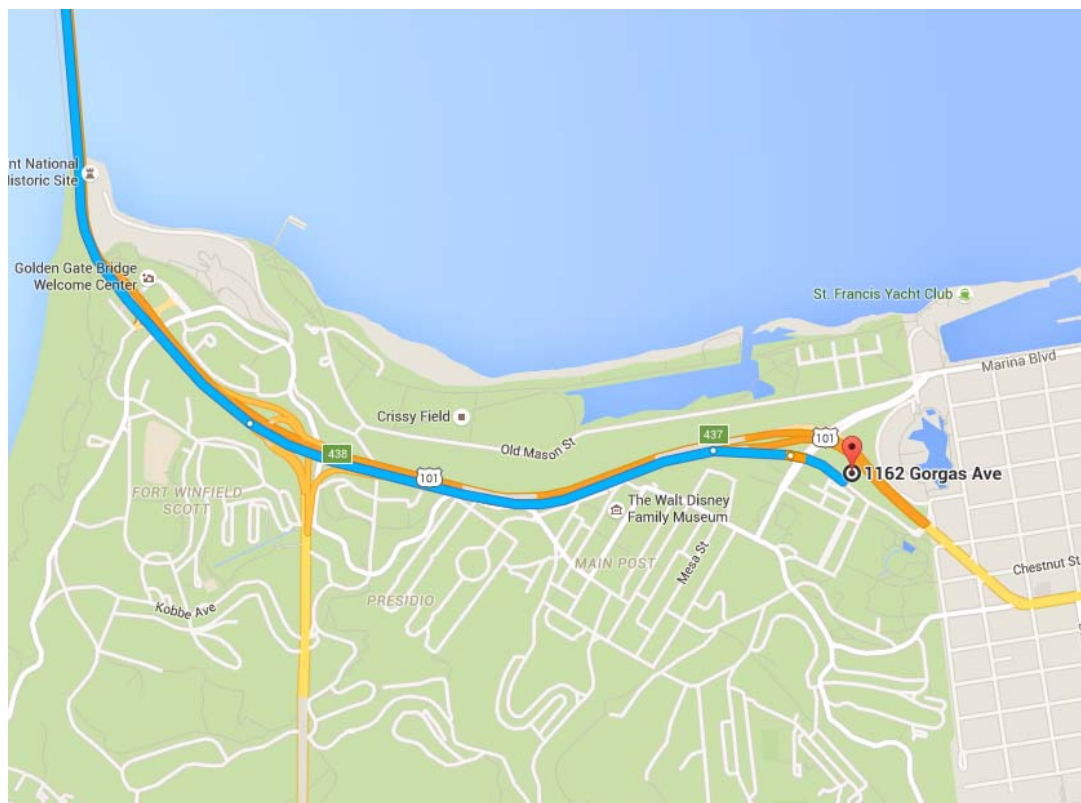 nt National
Historic Site
Golden Gate Bridge
Welcome Center
St. Francis Yacht Club
Marina Blvd
Crissy Field
Old Mason St
437
101
438
101
1162 Gorgas Ave
FORT WINFIELD
SCOTT
The Walt Disney
Family Museum
MAIN POST
Mesa St
Chestnut St
Kobbe Ave
PRESIDIO